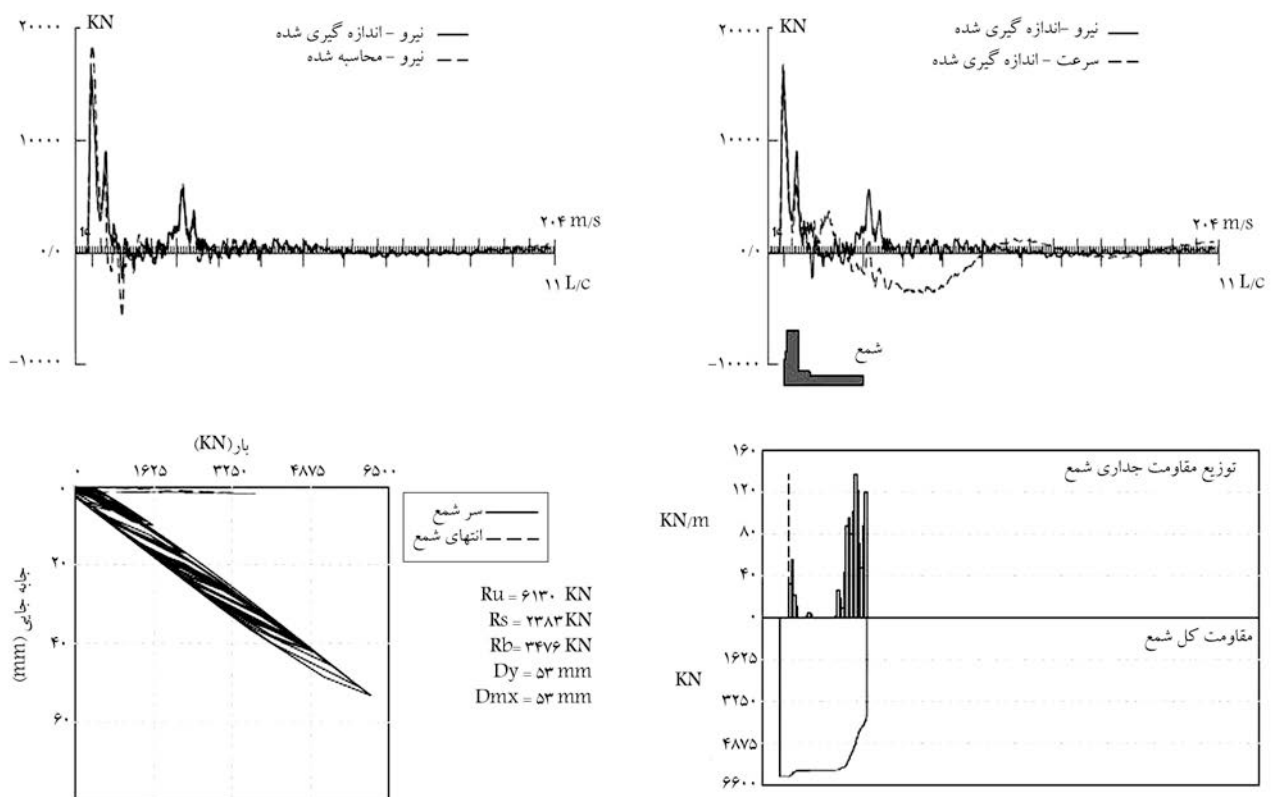 ۲۰۰۰۰
KN
نیرو - اندازه گیری شده
نیرو - محاسبه شده
۱۰۰۰۰
۲۰۴ m/s
۰/۰
۱۱ L/c
-۱۰۰۰۰
۲۰۰۰۰
KN
نیرو -اندازه گیری شده
سرعت - اندازه گیری شده
۱۰۰۰۰
۲۰۴ m/s
۰/۰
۱۱ L/c
شمع
-۱۰۰۰۰
بار(KN)
۰ ۱۶۲۵ ۳۲۵۰ ۴۸۷۵ ۶۵۰۰
۰
۲۰
۴۰
۶۰
جابه جایی (mm)
سر شمع
انتهای شمع
Ru = ۶۱۳۰ KN
Rs = ۲۳۸۳ KN
Rb= ۳۴۷۶ KN
Dy = ۵۳ mm
Dmx = ۵۳ mm
توزیع مقاومت جداری شمع
۱۶۰
۱۲۰
KN/m
۸۰
۴۰
۰
مقاومت کل شمع
۱۶۲۵
KN
۳۲۵۰
۴۸۷۵
۶۶۰۰